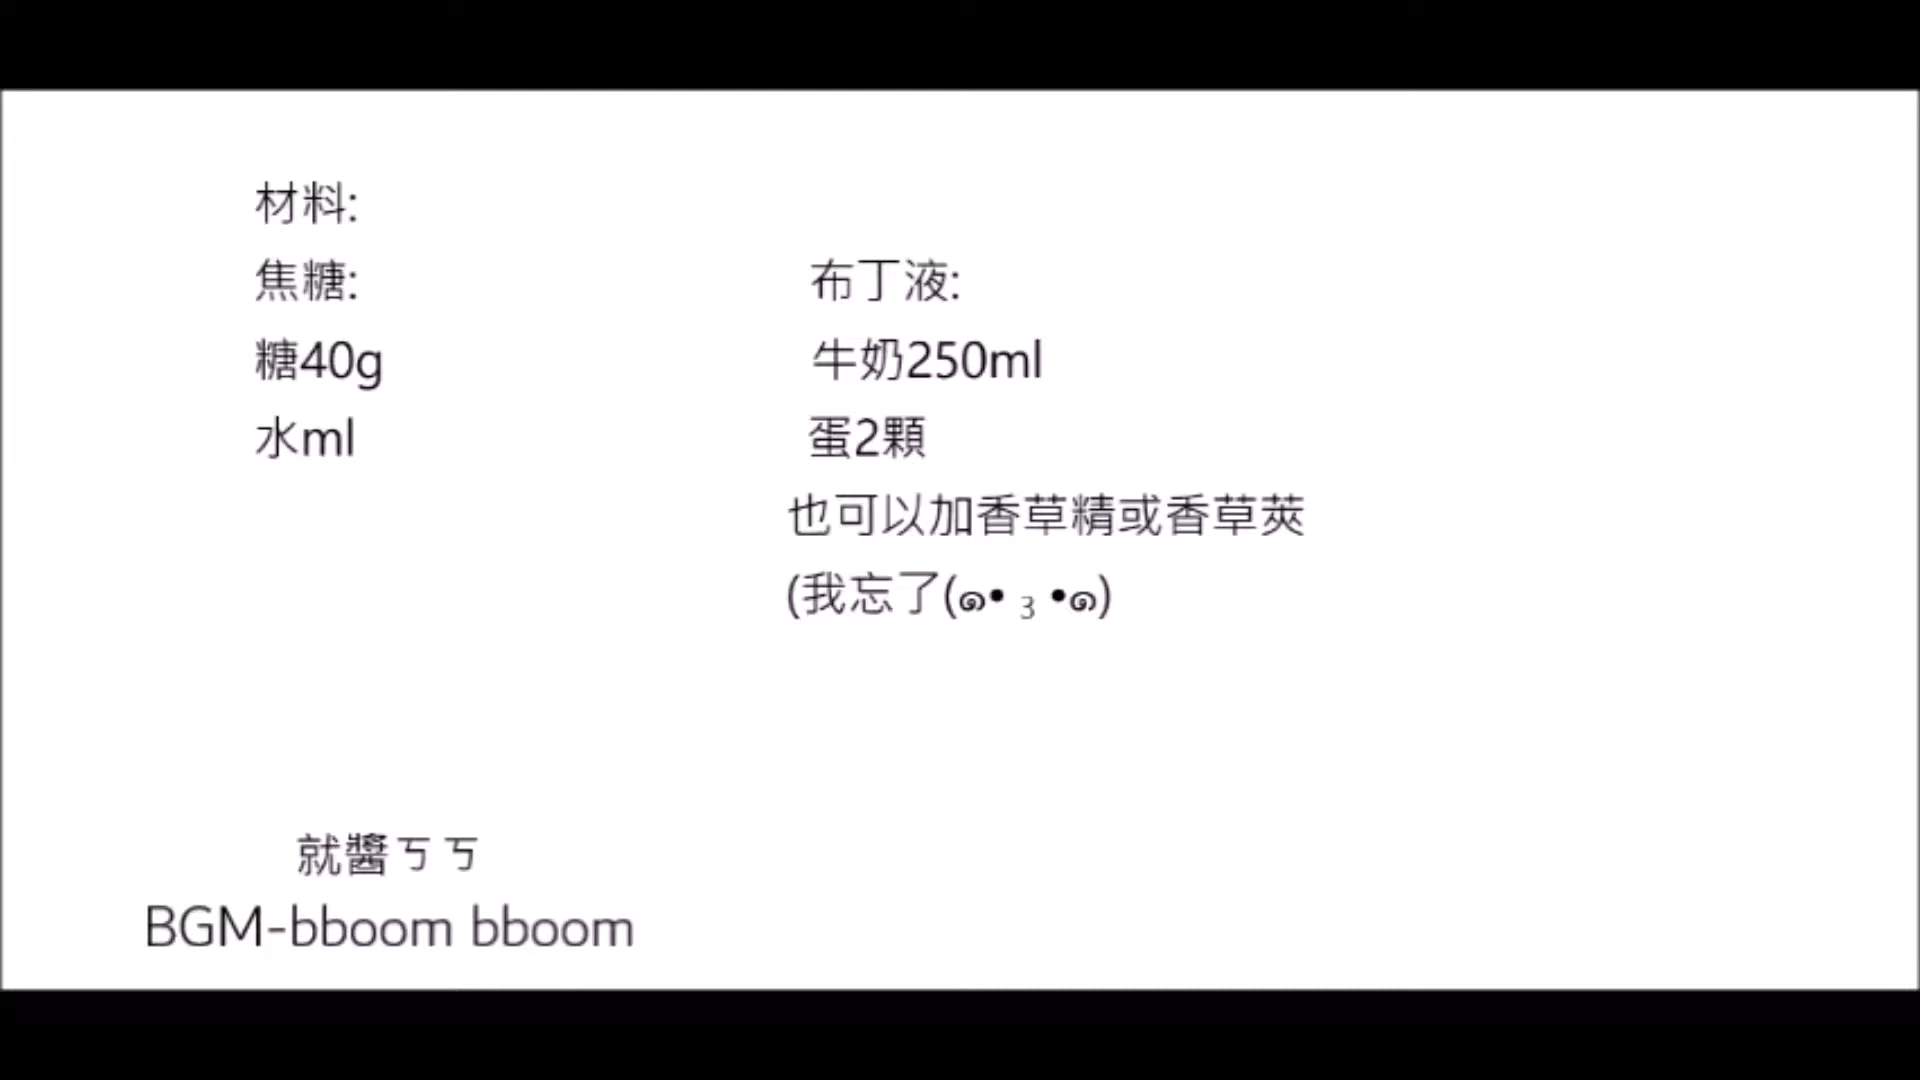 材料:
焦糖:
糖40g
水ml
布丁液:
牛奶250ml
蛋2顆
也可以加香草精或香草莢
(我忘了(๑• ₃ •๑)
就醬ㄎㄎ
BGM-bboom bboom